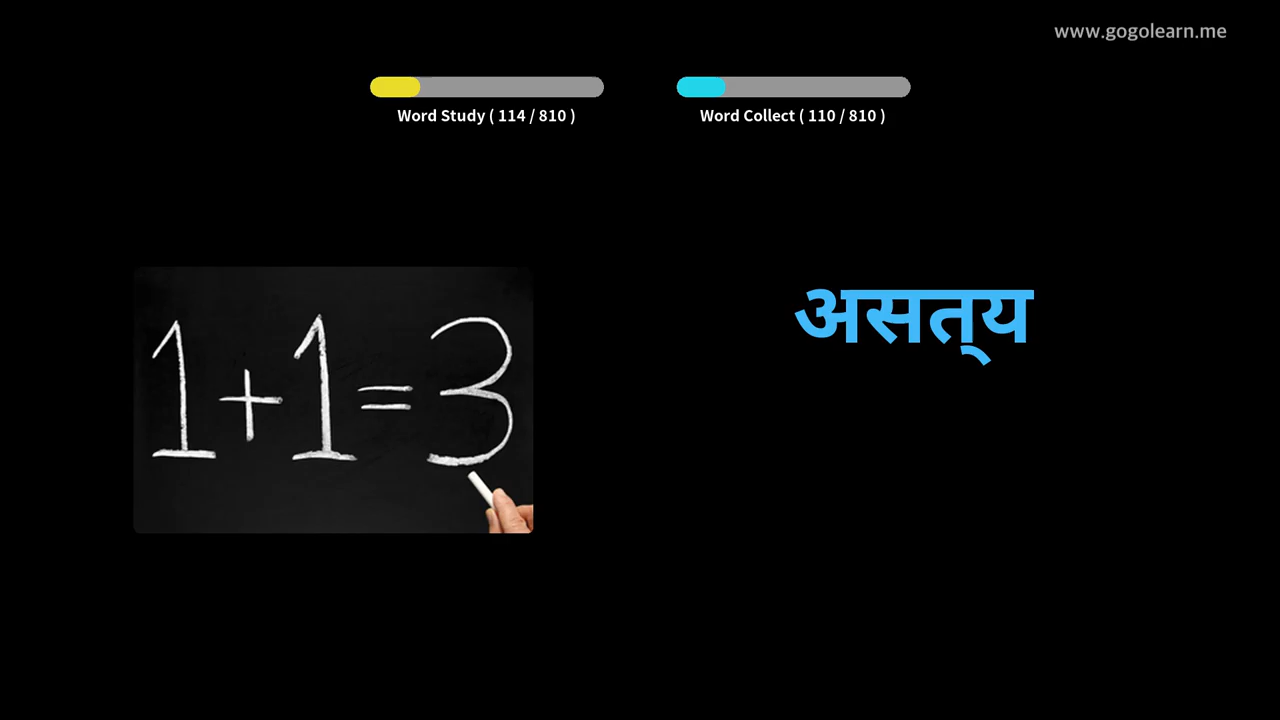 www.gogolearn.me
Word Study ( 114 / 810 )
Word Collect ( 110 / 810 )
1+1=3
असत्‌य